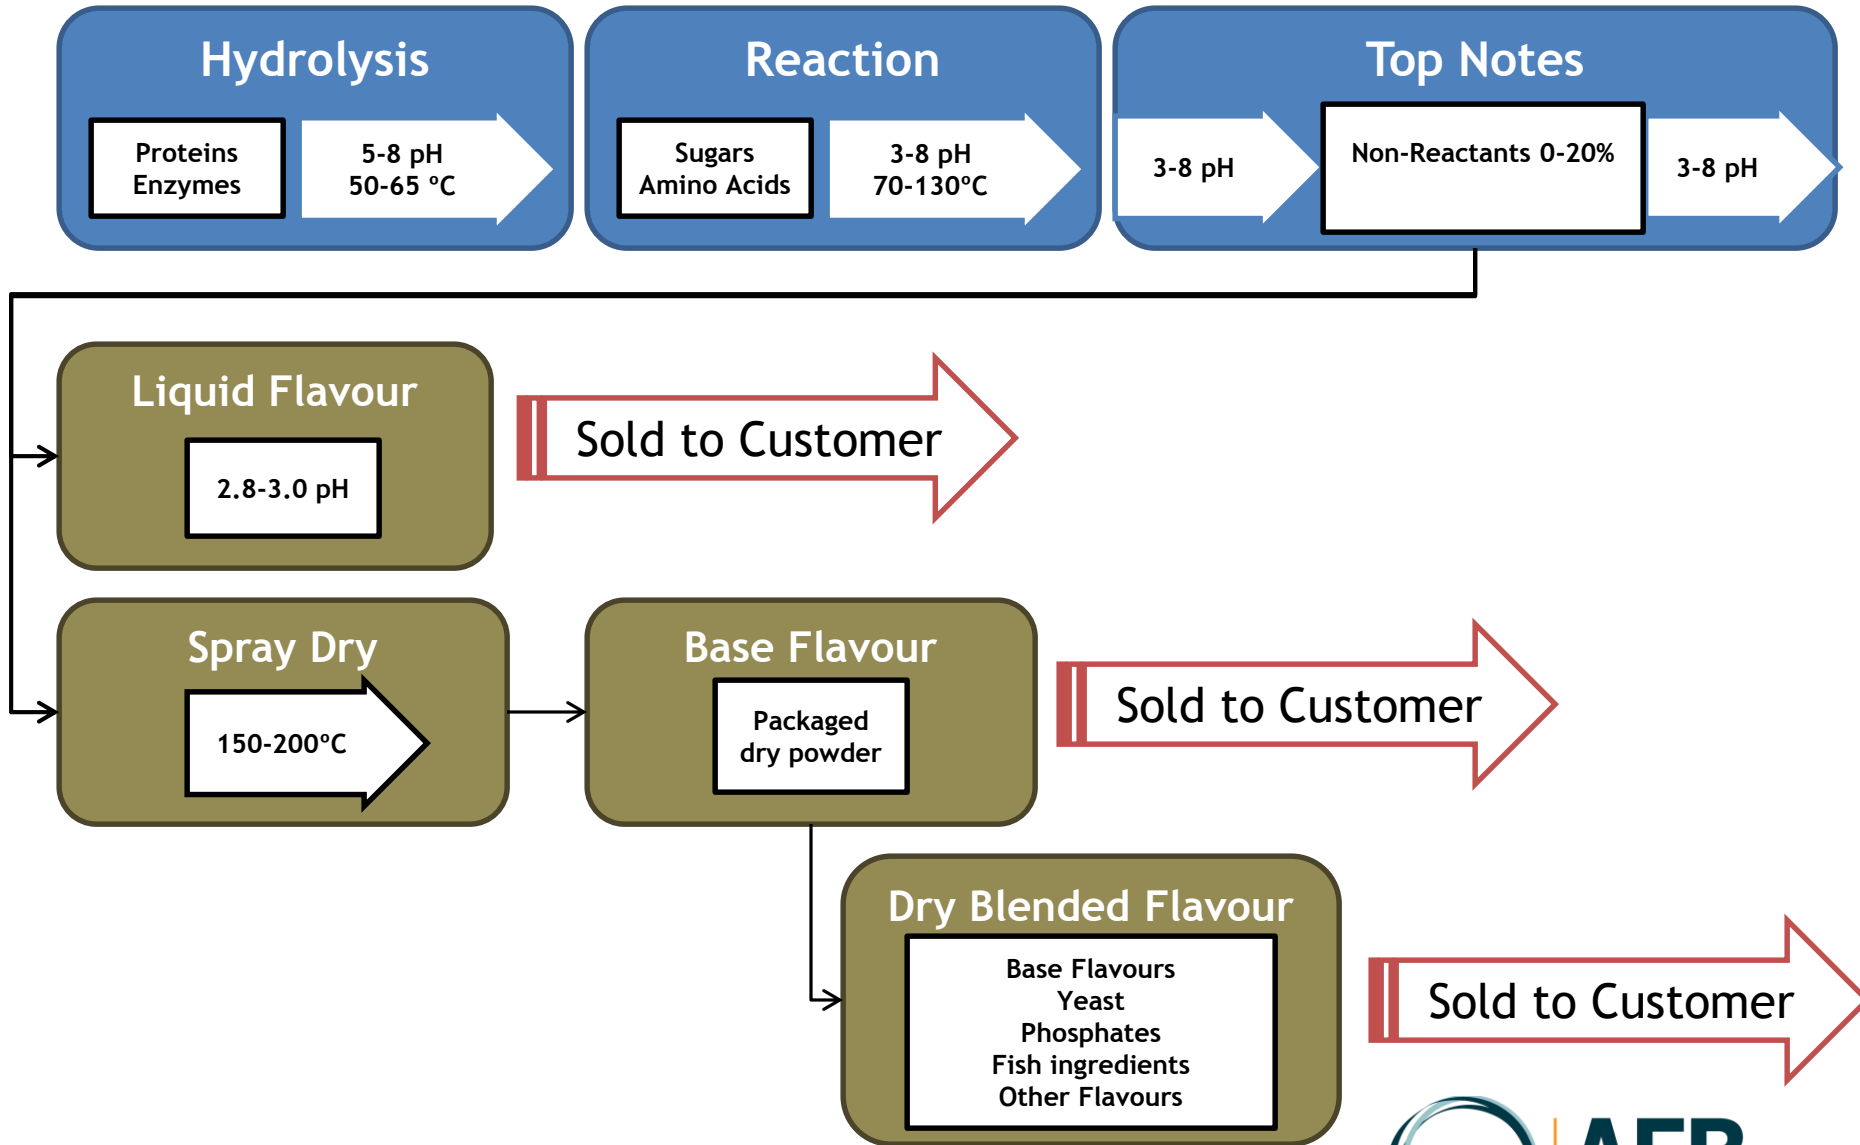 Hydrolysis
Proteins
Enzymes
5-8 pH
50-65 ºC
Reaction
Sugars
Amino Acids
3-8 pH
70-130ºC
Top Notes
3-8 pH
Non-Reactants 0-20%
3-8 pH
Liquid Flavour
2.8-3.0 pH
Sold to Customer
Spray Dry
150-200ºC
Base Flavour
Packaged
dry powder
Sold to Customer
Dry Blended Flavour
Base Flavours
Yeast
Phosphates
Fish ingredients
Other Flavours
Sold to Customer